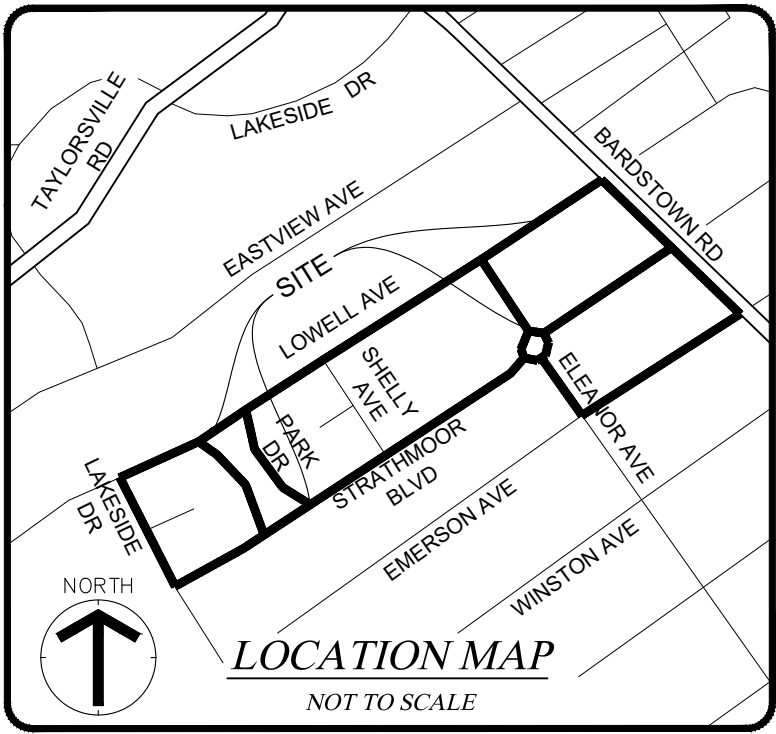 TAYLORSVILLE
RD
LAKESIDE DR
BARDSTOWN RD
EASTVIEW AVE
SITE
LOWELL AVE
SHELLY
AVE
ELEANOR AVE
PARK
DR
STRATHMOOR
BLVD
LAKESIDE
DR
EMERSON AVE
WINSTON AVE
NORTH
LOCATION MAP
NOT TO SCALE